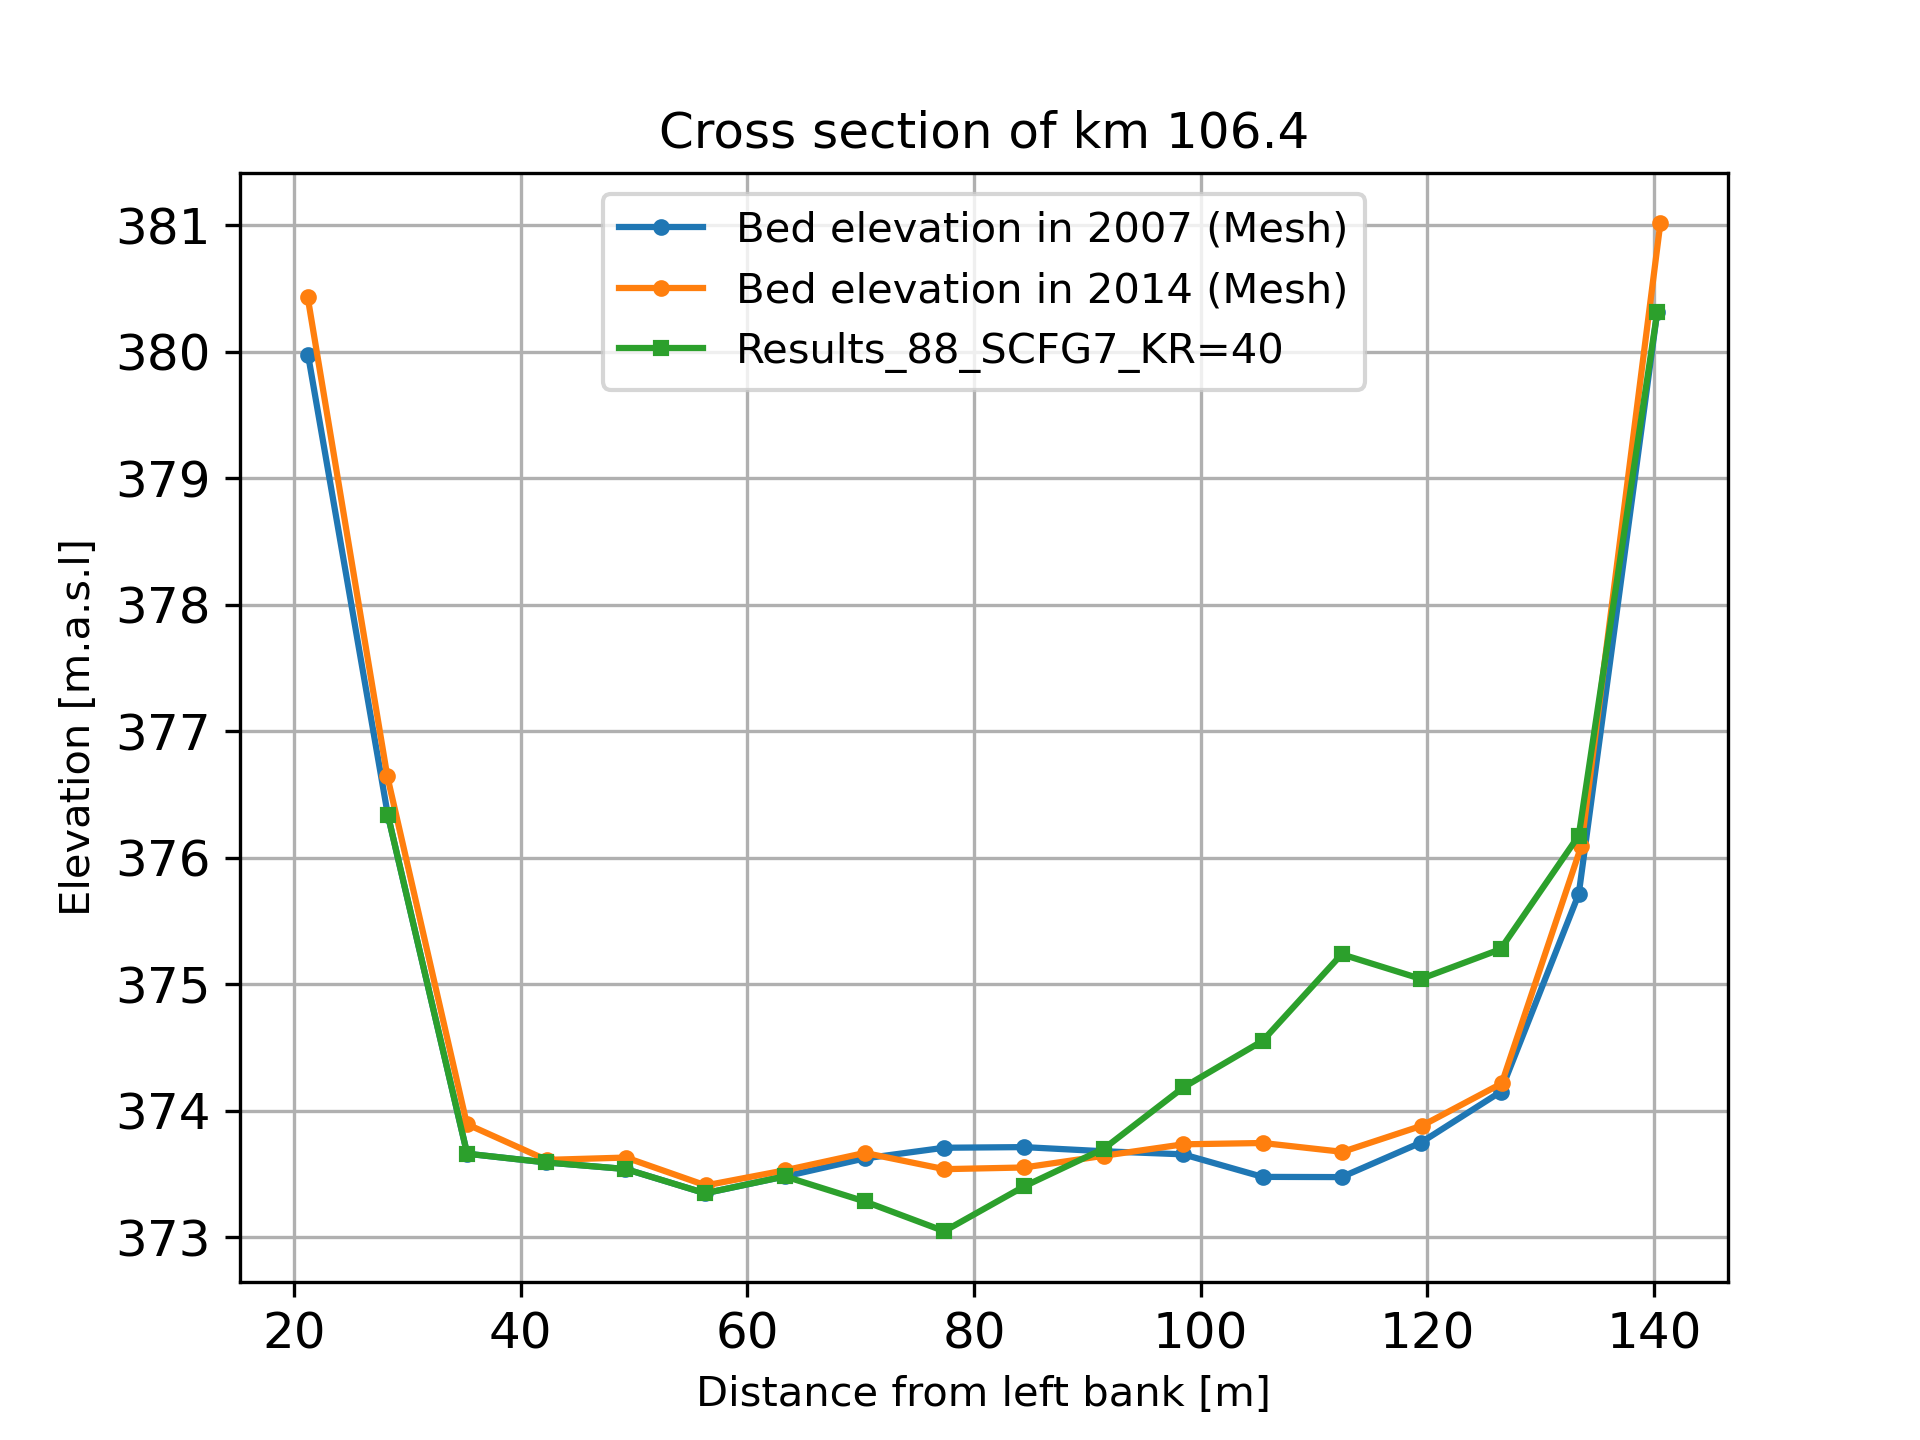 Cross section of km 106.4
Bed elevation in 2007 (Mesh)
Bed elevation in 2014 (Mesh)
Results_88_SCFG7_KR=40
381
380
379
378
377
376
375
374
373
Elevation [m.a.s.l]
20 40 60 80 100 120 140
Distance from left bank [m]